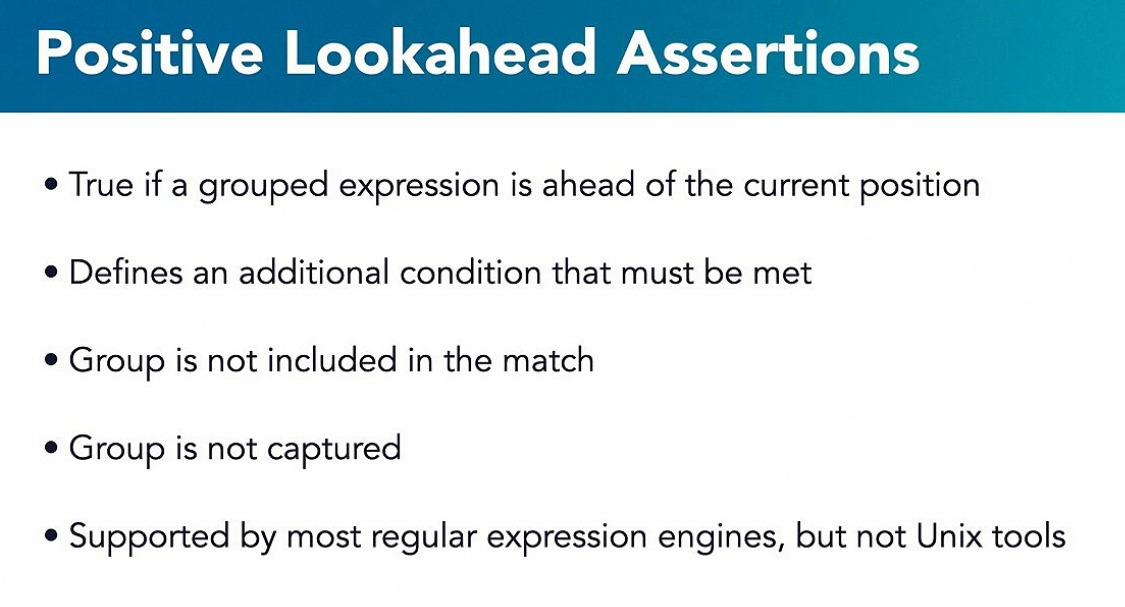 Positive Lookahead Assertions
• True if a grouped expression is ahead of the current position
• Defines an additional condition that must be met
• Group is not included in the match
• Group is not captured
• Supported by most regular expression engines, but not Unix tools